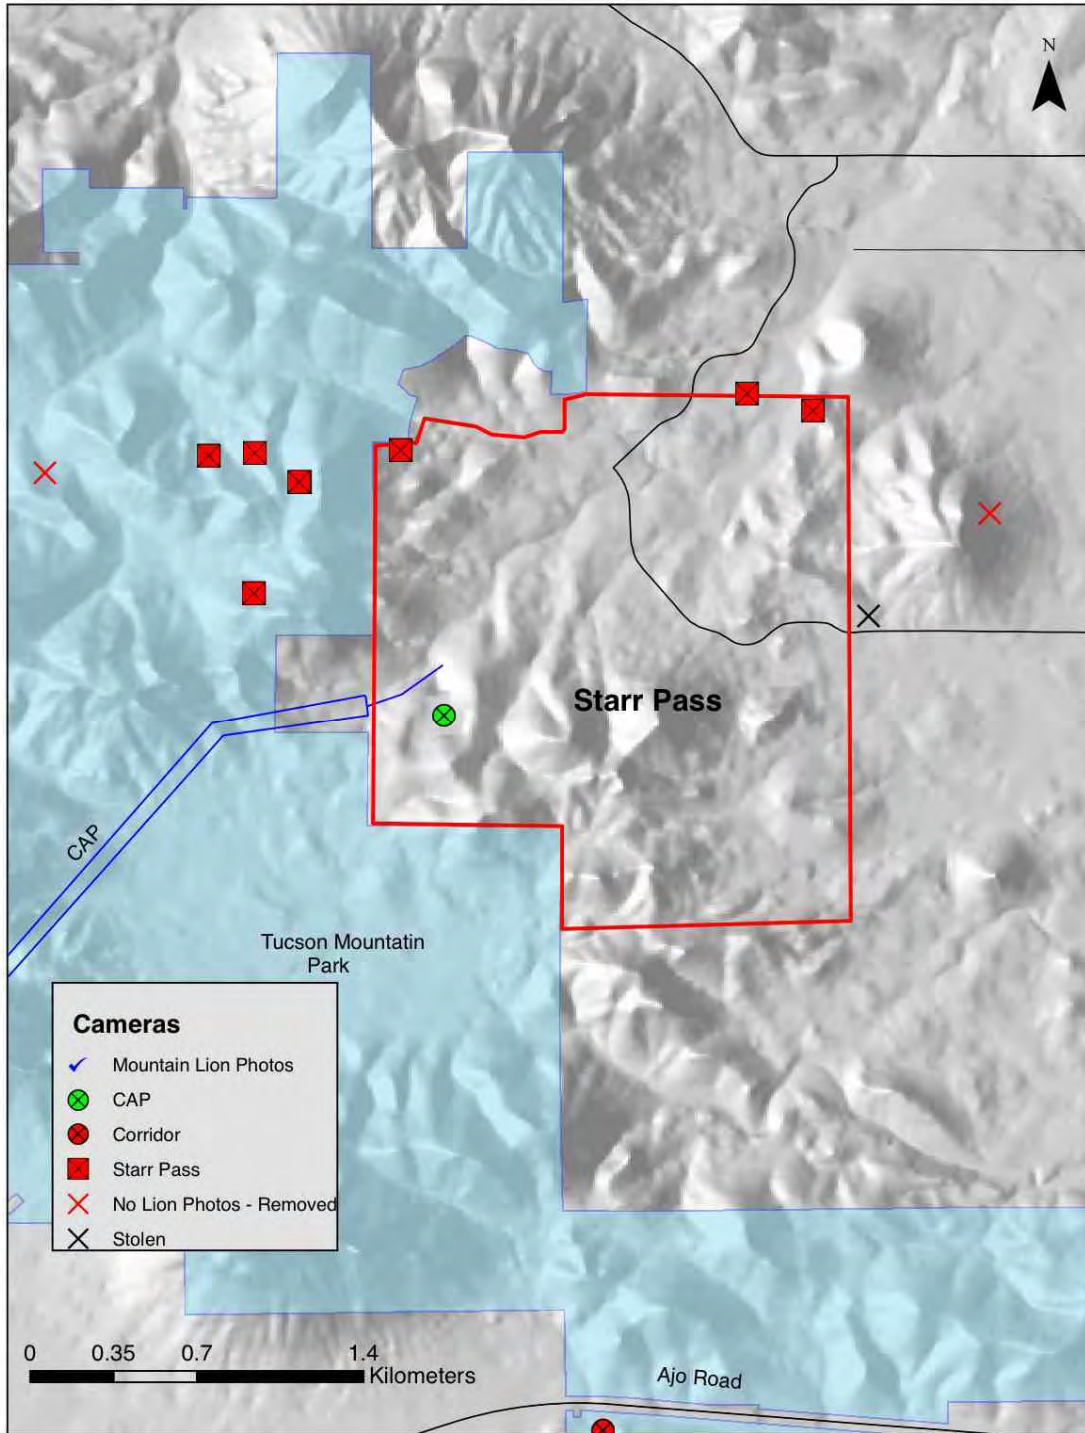 N
Starr Pass
CAP
Tucson Mountatin
Park
Cameras
Mountain Lion Photos
CAP
Corridor
Starr Pass
No Lion Photos - Removed
Stolen
0 0.35 0.7 1.4
Kilometers
Ajo Road